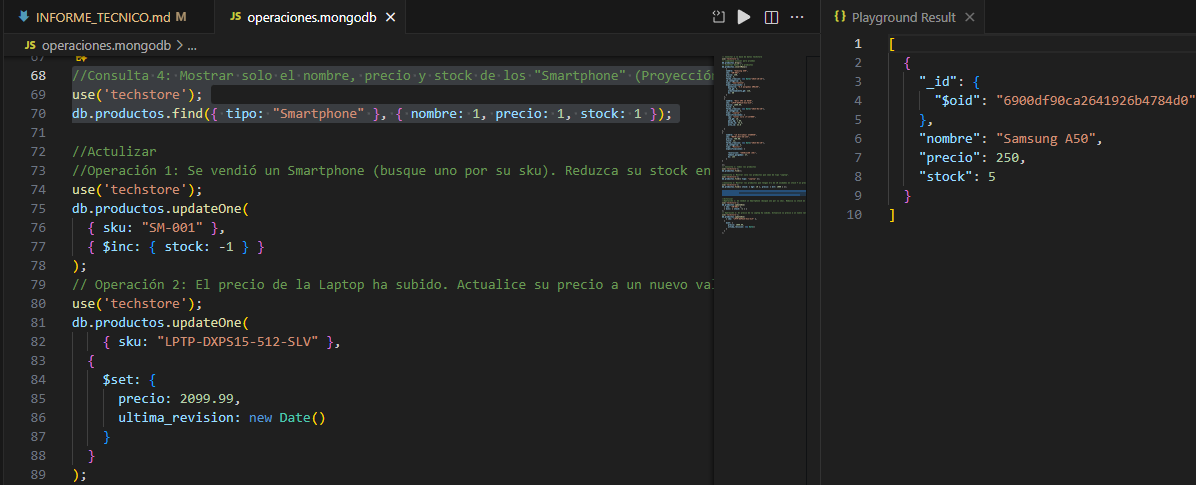 INFORME_TECNICO.md M
JS operaciones.mongodb
JS operaciones.mongodb > ...
67
68 //Consulta 4: Mostrar solo el nombre, precio y stock de los "Smartphone" (Proyección
69 use('techstore');
70 db.productos.find({ tipo: "Smartphone" }, { nombre: 1, precio: 1, stock: 1 });
71
72 //Actulizar
73 //Operación 1: Se vendió un Smartphone (busque uno por su sku). Reduzca su stock en
74 use('techstore');
75 db.productos.updateOne(
76 { sku: "SM-001" },
77 { $inc: { stock: -1 } }
78 );
79 // Operación 2: El precio de la Laptop ha subido. Actualice su precio a un nuevo val
80 use('techstore');
81 db.productos.updateOne(
82 { sku: "LPTP-DXPS15-512-SLV" },
83 {
84 $set: {
85 precio: 2099.99,
86 ultima_revision: new Date()
87 }
88 }
89 );
{} Playground Result
1 [
2 {
3 "_id": {
4 "$oid": "6900df90ca2641926b4784d0"
5 },
6 "nombre": "Samsung A50",
7 "precio": 250,
8 "stock": 5
9 }
10 ]